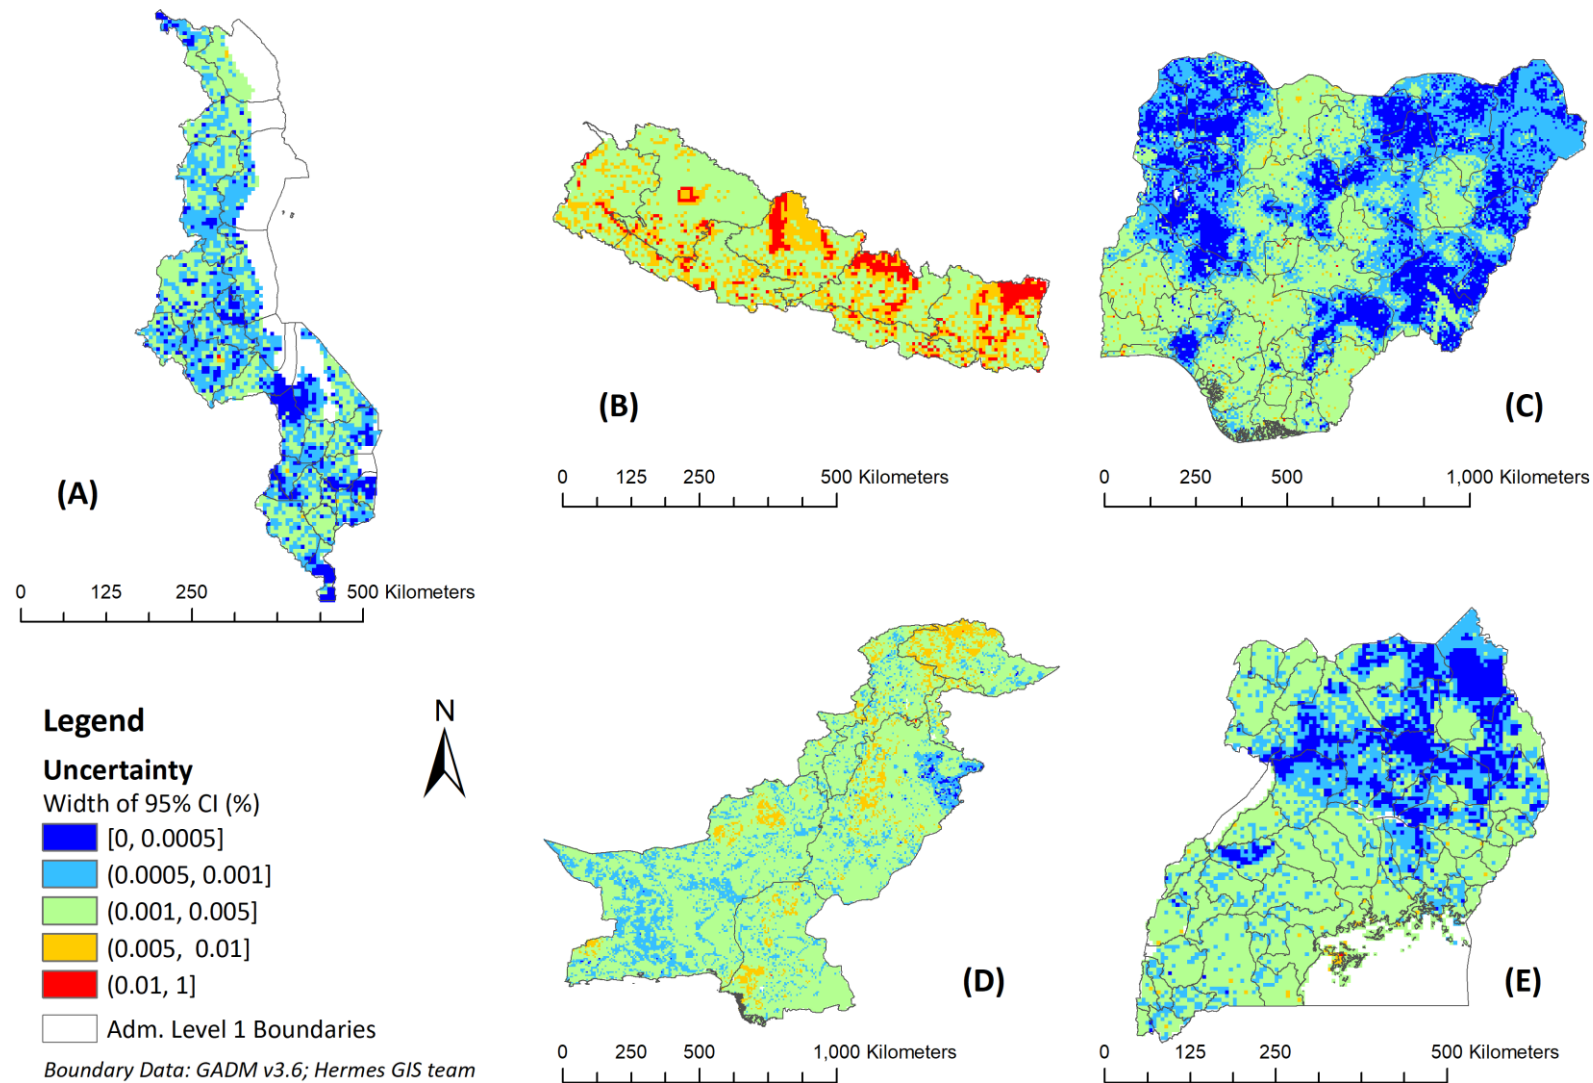 (A)
0 125 250 500 Kilometers
(B)
0 125 250 500 Kilometers
(C)
0 250 500 1,000 Kilometers
Legend
Uncertainty
Width of 95% CI (%)
[0, 0.0005]
(0.0005, 0.001]
(0.001, 0.005]
(0.005, 0.01]
(0.01, 1]
Adm. Level 1 Boundaries
Boundary Data: GADM v3.6; Hermes GIS team
N
(D)
0 250 500 1,000 Kilometers
(E)
0 125 250 500 Kilometers